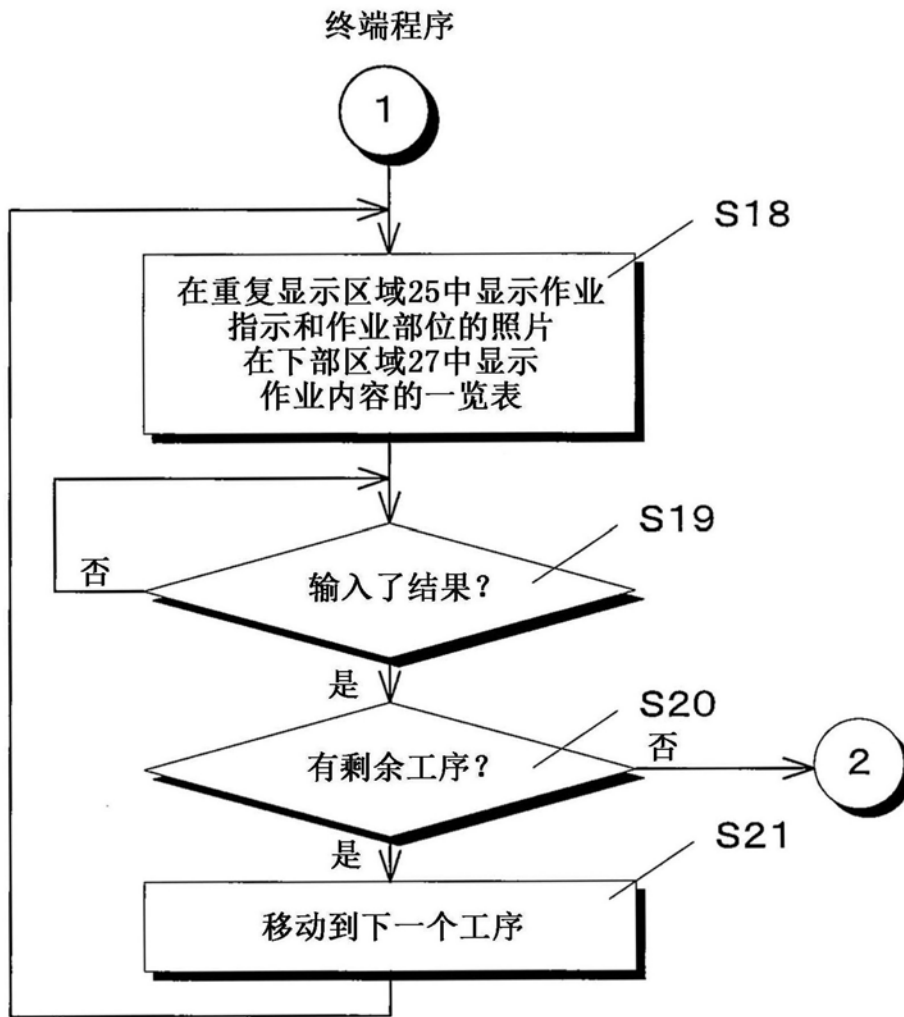 终端程序
1
S18
在重复显示区域25中显示作业
指示和作业部位的照片
在下部区域27中显示
作业内容的一览表
S19
否
输入了结果？
是
S20
否
有剩余工序？
2
是
S21
移动到下一个工序